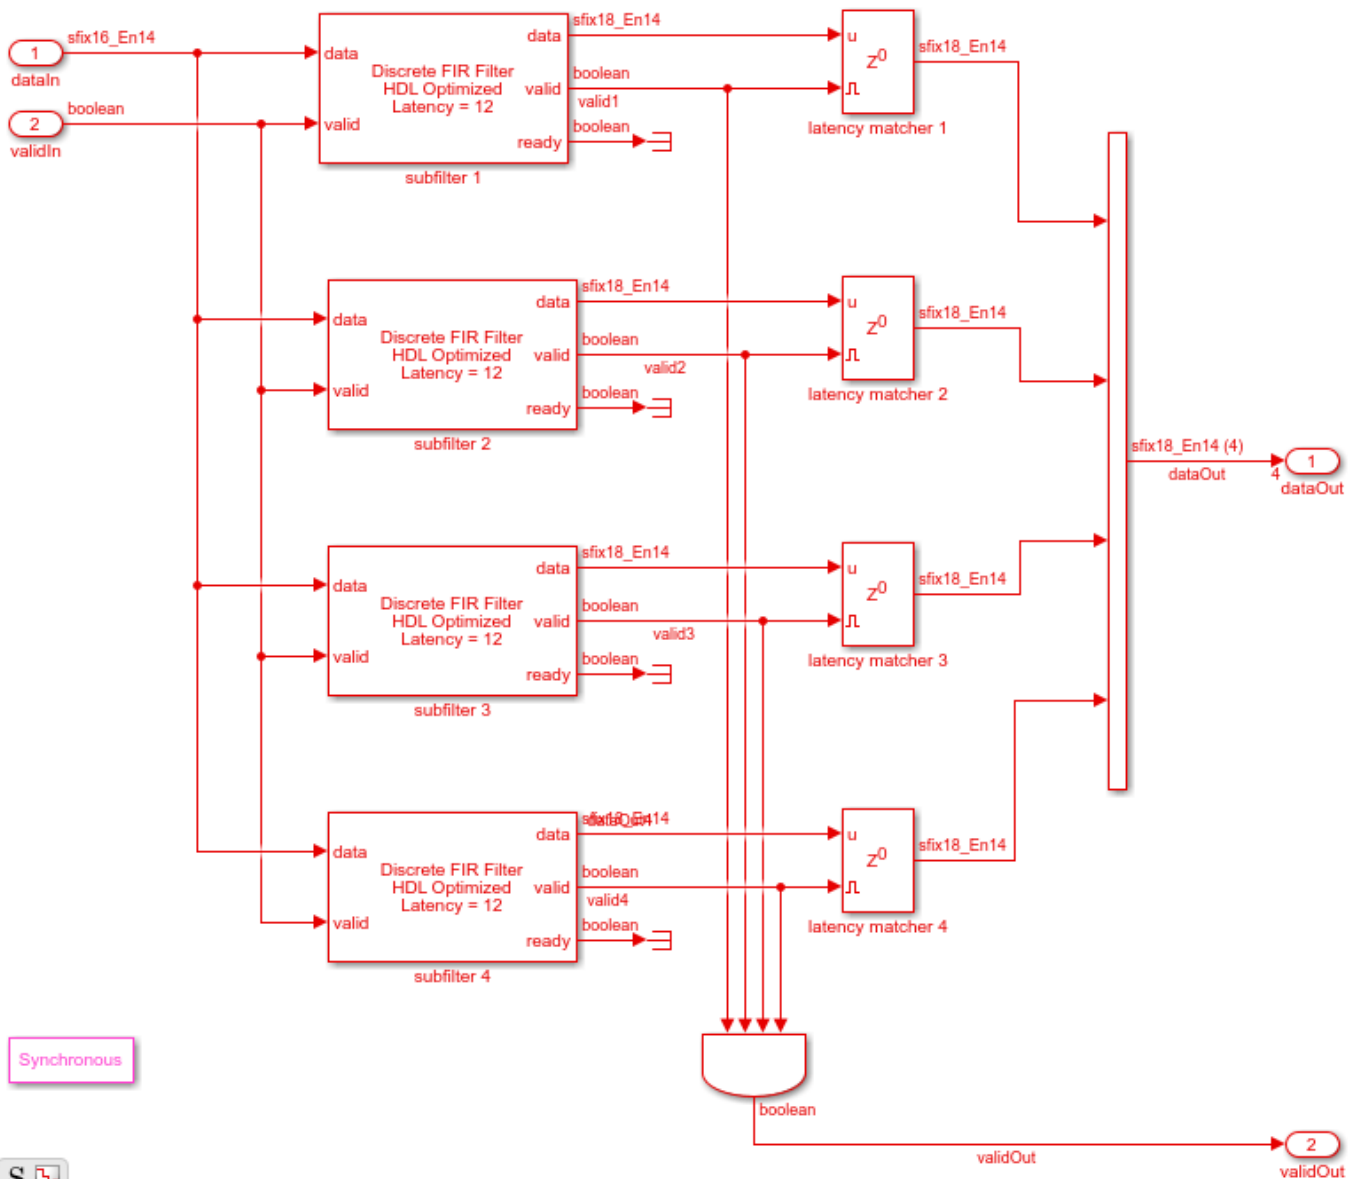 sfix16_En14
1
dataIn
boolean
2
validIn
data
valid
Discrete FIR Filter
HDL Optimized
Latency = 12
data
valid
ready
subfilter 1
sfix18_En14
boolean
valid1
boolean
u
Z0
latency matcher 1
sfix18_En14
data
valid
Discrete FIR Filter
HDL Optimized
Latency = 12
data
valid
ready
subfilter 2
sfix18_En14
boolean
valid2
boolean
u
Z0
latency matcher 2
sfix18_En14
sfix18_En14 (4)
dataOut
4
1
dataOut
data
valid
Discrete FIR Filter
HDL Optimized
Latency = 12
data
valid
ready
subfilter 3
sfix18_En14
boolean
valid3
boolean
u
Z0
latency matcher 3
sfix18_En14
data
valid
Discrete FIR Filter
HDL Optimized
Latency = 12
data
valid
ready
subfilter 4
sfix18_En14
dataOut4
boolean
valid4
boolean
u
Z0
latency matcher 4
sfix18_En14
Synchronous
boolean
validOut
2
validOut
S